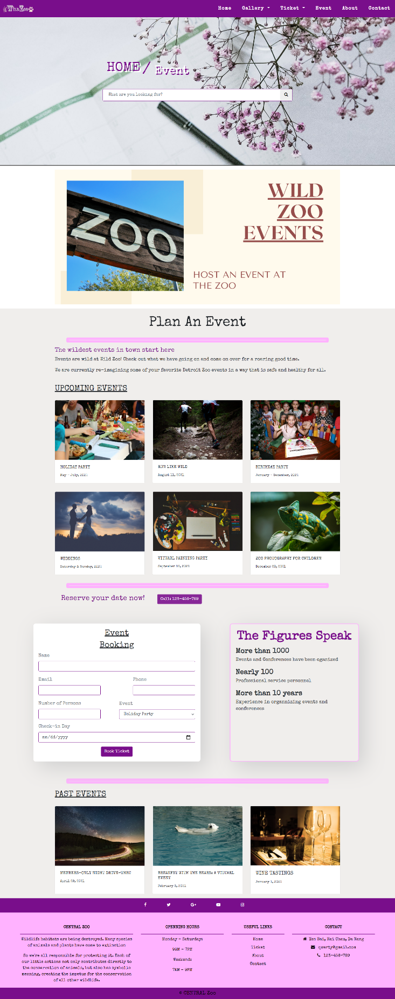 WildZoo
Home Gallery Ticket Event About Contact
HOME / Event
What are you looking for?
ZOO
WILD
ZOO
EVENTS
HOST AN EVENT AT
THE ZOO
Plan An Event
The wildest events in town start here
Events are wild at Wild Zoo! Check out what we have going on and come on over for a roaring good time.
We are currently re-imagining some of your favorite Detroit Zoo events in a way that is safe and healthy for all.
UPCOMING EVENTS
HOLIDAY PARTY
May - July, 2021
RUN LIKE WILD
August 11, 2021
BIRTHDAY PARTY
January - December, 2021
WEDDINGS
Saturday & Sunday, 2021
VITUARL PAINTING PARTY
September 16, 2021
ZOO PHOTOGRAPHY FOR CHILDREN
December 28, 2021
Reserve your date now!
Call: 123-456-789
Event
Booking
Name
Email Phone
Number of Persons Event
Holiday Party
Check-in Day
mm/dd/yyyy
Book Ticket
The Figures Speak
More than 1000
Events and Conferences have been oganized
Nearly 100
Professional service personnel
More than 10 years
Experience in organnizing events and
conferences
PAST EVENTS
MEMBERS-ONLY NIGHT DRIVE-THRU
April 29, 2021
BREAKFST WITH THE BEARS: A VITUARL
EVENT
February 8, 2021
WINE TASTINGS
January 1, 2021
CENTRAL ZOO
Wildlife habitats are being destroyed. Many species
of animals and plants have come to extinction
So we're all responsible for protecting it. Each of
our little actions not only contributes directly to
the conservation of animals, but also has symbolic
meaning, creating the impetus for the conservation
of all other wildlife.
OPENNING HOURS
Monday - Saturday:
9AM - 7PM
Weekend:
7AM - 9PM
USEFUL LINKS
Home
Ticket
About
Contact
CONTACT
Yen Bai, Hai Chau, Da Nang
qwerty@gmail.com
123-456-789
© CENTRAL Zoo